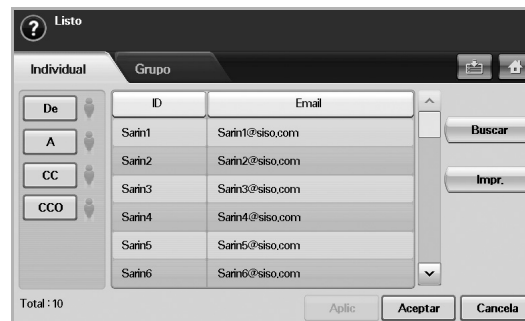 ? Listo
Individual Grupo
De
A
CC
CCO
ID Email
Sarin1 Sarin1@siso,com
Sarin2 Sarin2@siso,com
Sarin3 Sarin3@siso,com
Sarin4 Sarin4@siso,com
Sarin5 Sarin5@siso,com
Sarin6 Sarin6@siso,com
Buscar
Impr.
Total : 10
Aplic Aceptar Cancela